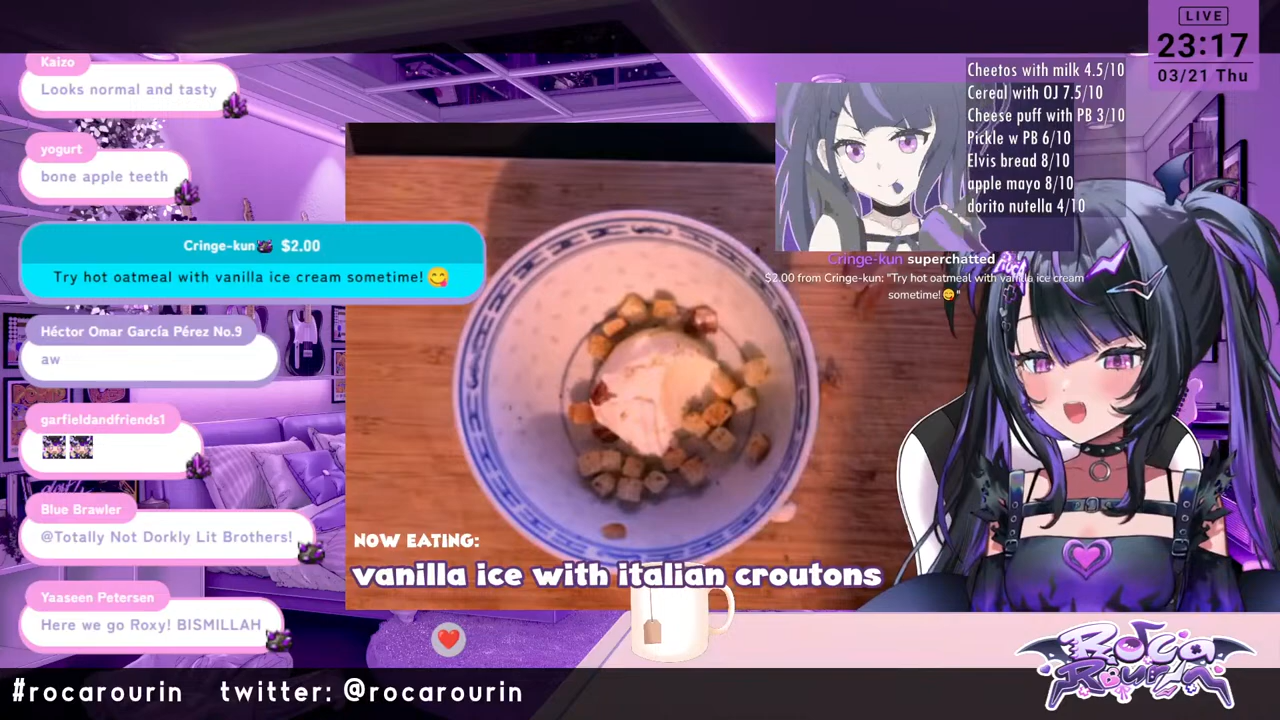 LIVE
23:17
03/21 Thu
Kaizo
Looks normal and tasty
yogurt
bone apple teeth
Cringe-kun $2.00
Try hot oatmeal with vanilla ice cream sometime!
Héctor Omar García Pérez No.9
aw
garfieldandfriends1
Blue Brawler
@Totally Not Dorkly Lit Brothers!
Yaaseen Petersen
Here we go Roxy! BISMILLAH
Cheetos with milk 4.5/10
Cereal with OJ 7.5/10
Cheese puff with PB 3/10
Pickle w PB 6/10
Elvis bread 8/10
apple mayo 8/10
dorito nutella 4/10
Cringe-kun superchatted
$2.00 from Cringe-kun: "Try hot oatmeal with vanilla ice cream
sometime! "
NOW EATING:
vanilla ice with italian croutons
Roca
Rourin
#rocarourin twitter: @rocarourin